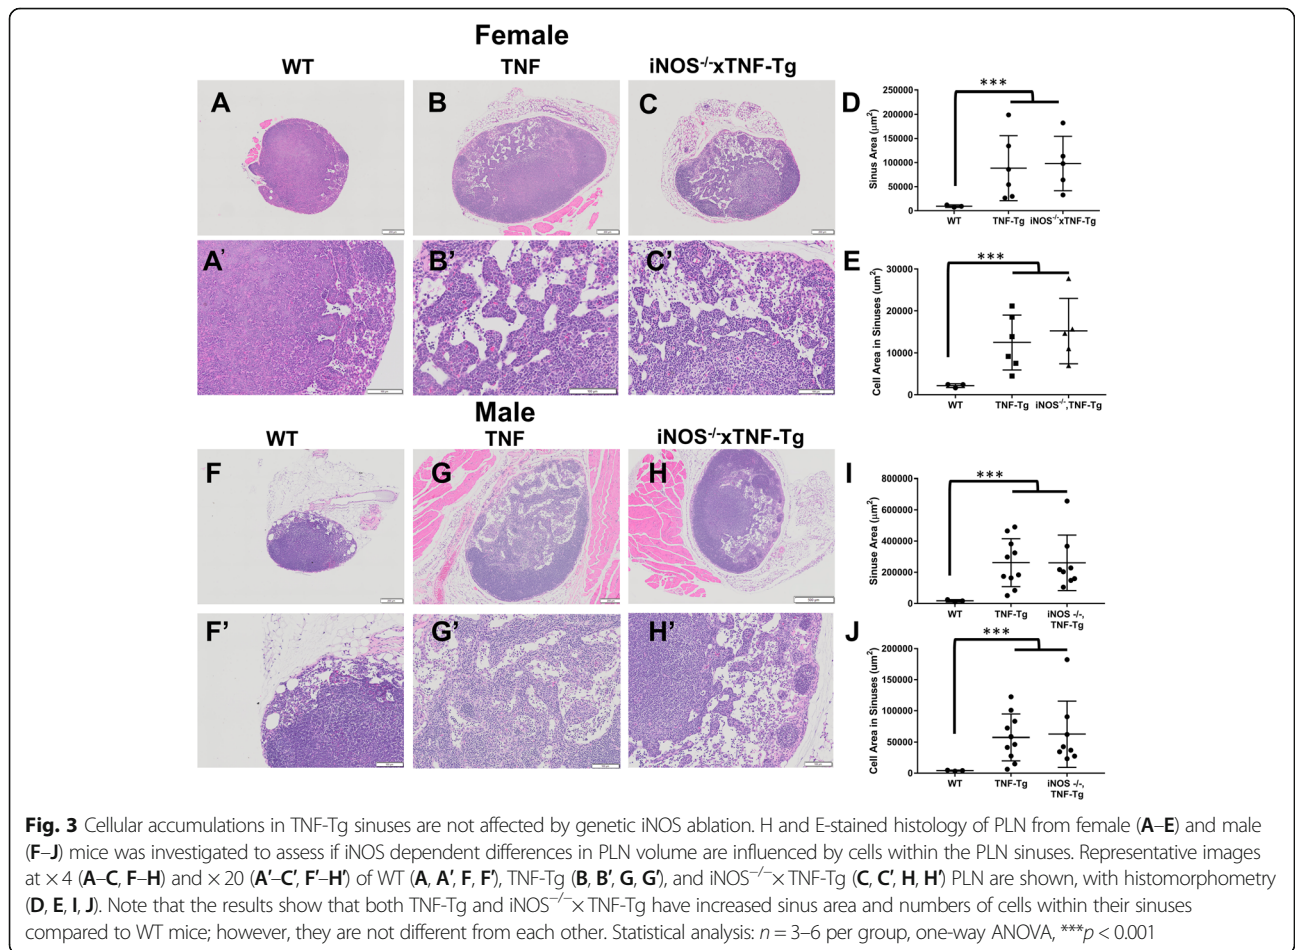 Female
WT TNF iNOS-/-xTNF-Tg
A B C D
***
250000
200000
150000
100000
50000
0
Sinus Area (μm2)
WT TNF-Tg iNOS-/-xTNF-Tg
A' B' C' E
***
30000
20000
10000
0
Cell Area in Sinuses (um2)
WT TNF-Tg iNOS-/-,TNF-Tg
Male
WT TNF iNOS-/-xTNF-Tg
F G H I
***
800000
600000
400000
200000
0
Sinuse Area (μm2)
WT TNF-Tg iNOS -/-,
TNF-Tg
F' G' H' J
***
200000
150000
100000
50000
0
Cell Area in Sinuses (um2)
WT TNF-Tg iNOS -/-,
TNF-Tg
Fig. 3 Cellular accumulations in TNF-Tg sinuses are not affected by genetic iNOS ablation. H and E-stained histology of PLN from female (A–E) and male
(F–J) mice was investigated to assess if iNOS dependent differences in PLN volume are influenced by cells within the PLN sinuses. Representative images
at × 4 (A–C, F–H) and × 20 (A′–C′, F′–H′) of WT (A, A′, F, F′), TNF-Tg (B, B′, G, G′), and iNOS−/−× TNF-Tg (C, C′, H, H′) PLN are shown, with histomorphometry
(D, E, I, J). Note that the results show that both TNF-Tg and iNOS−/−× TNF-Tg have increased sinus area and numbers of cells within their sinuses
compared to WT mice; however, they are not different from each other. Statistical analysis: n = 3–6 per group, one-way ANOVA, ***p < 0.001